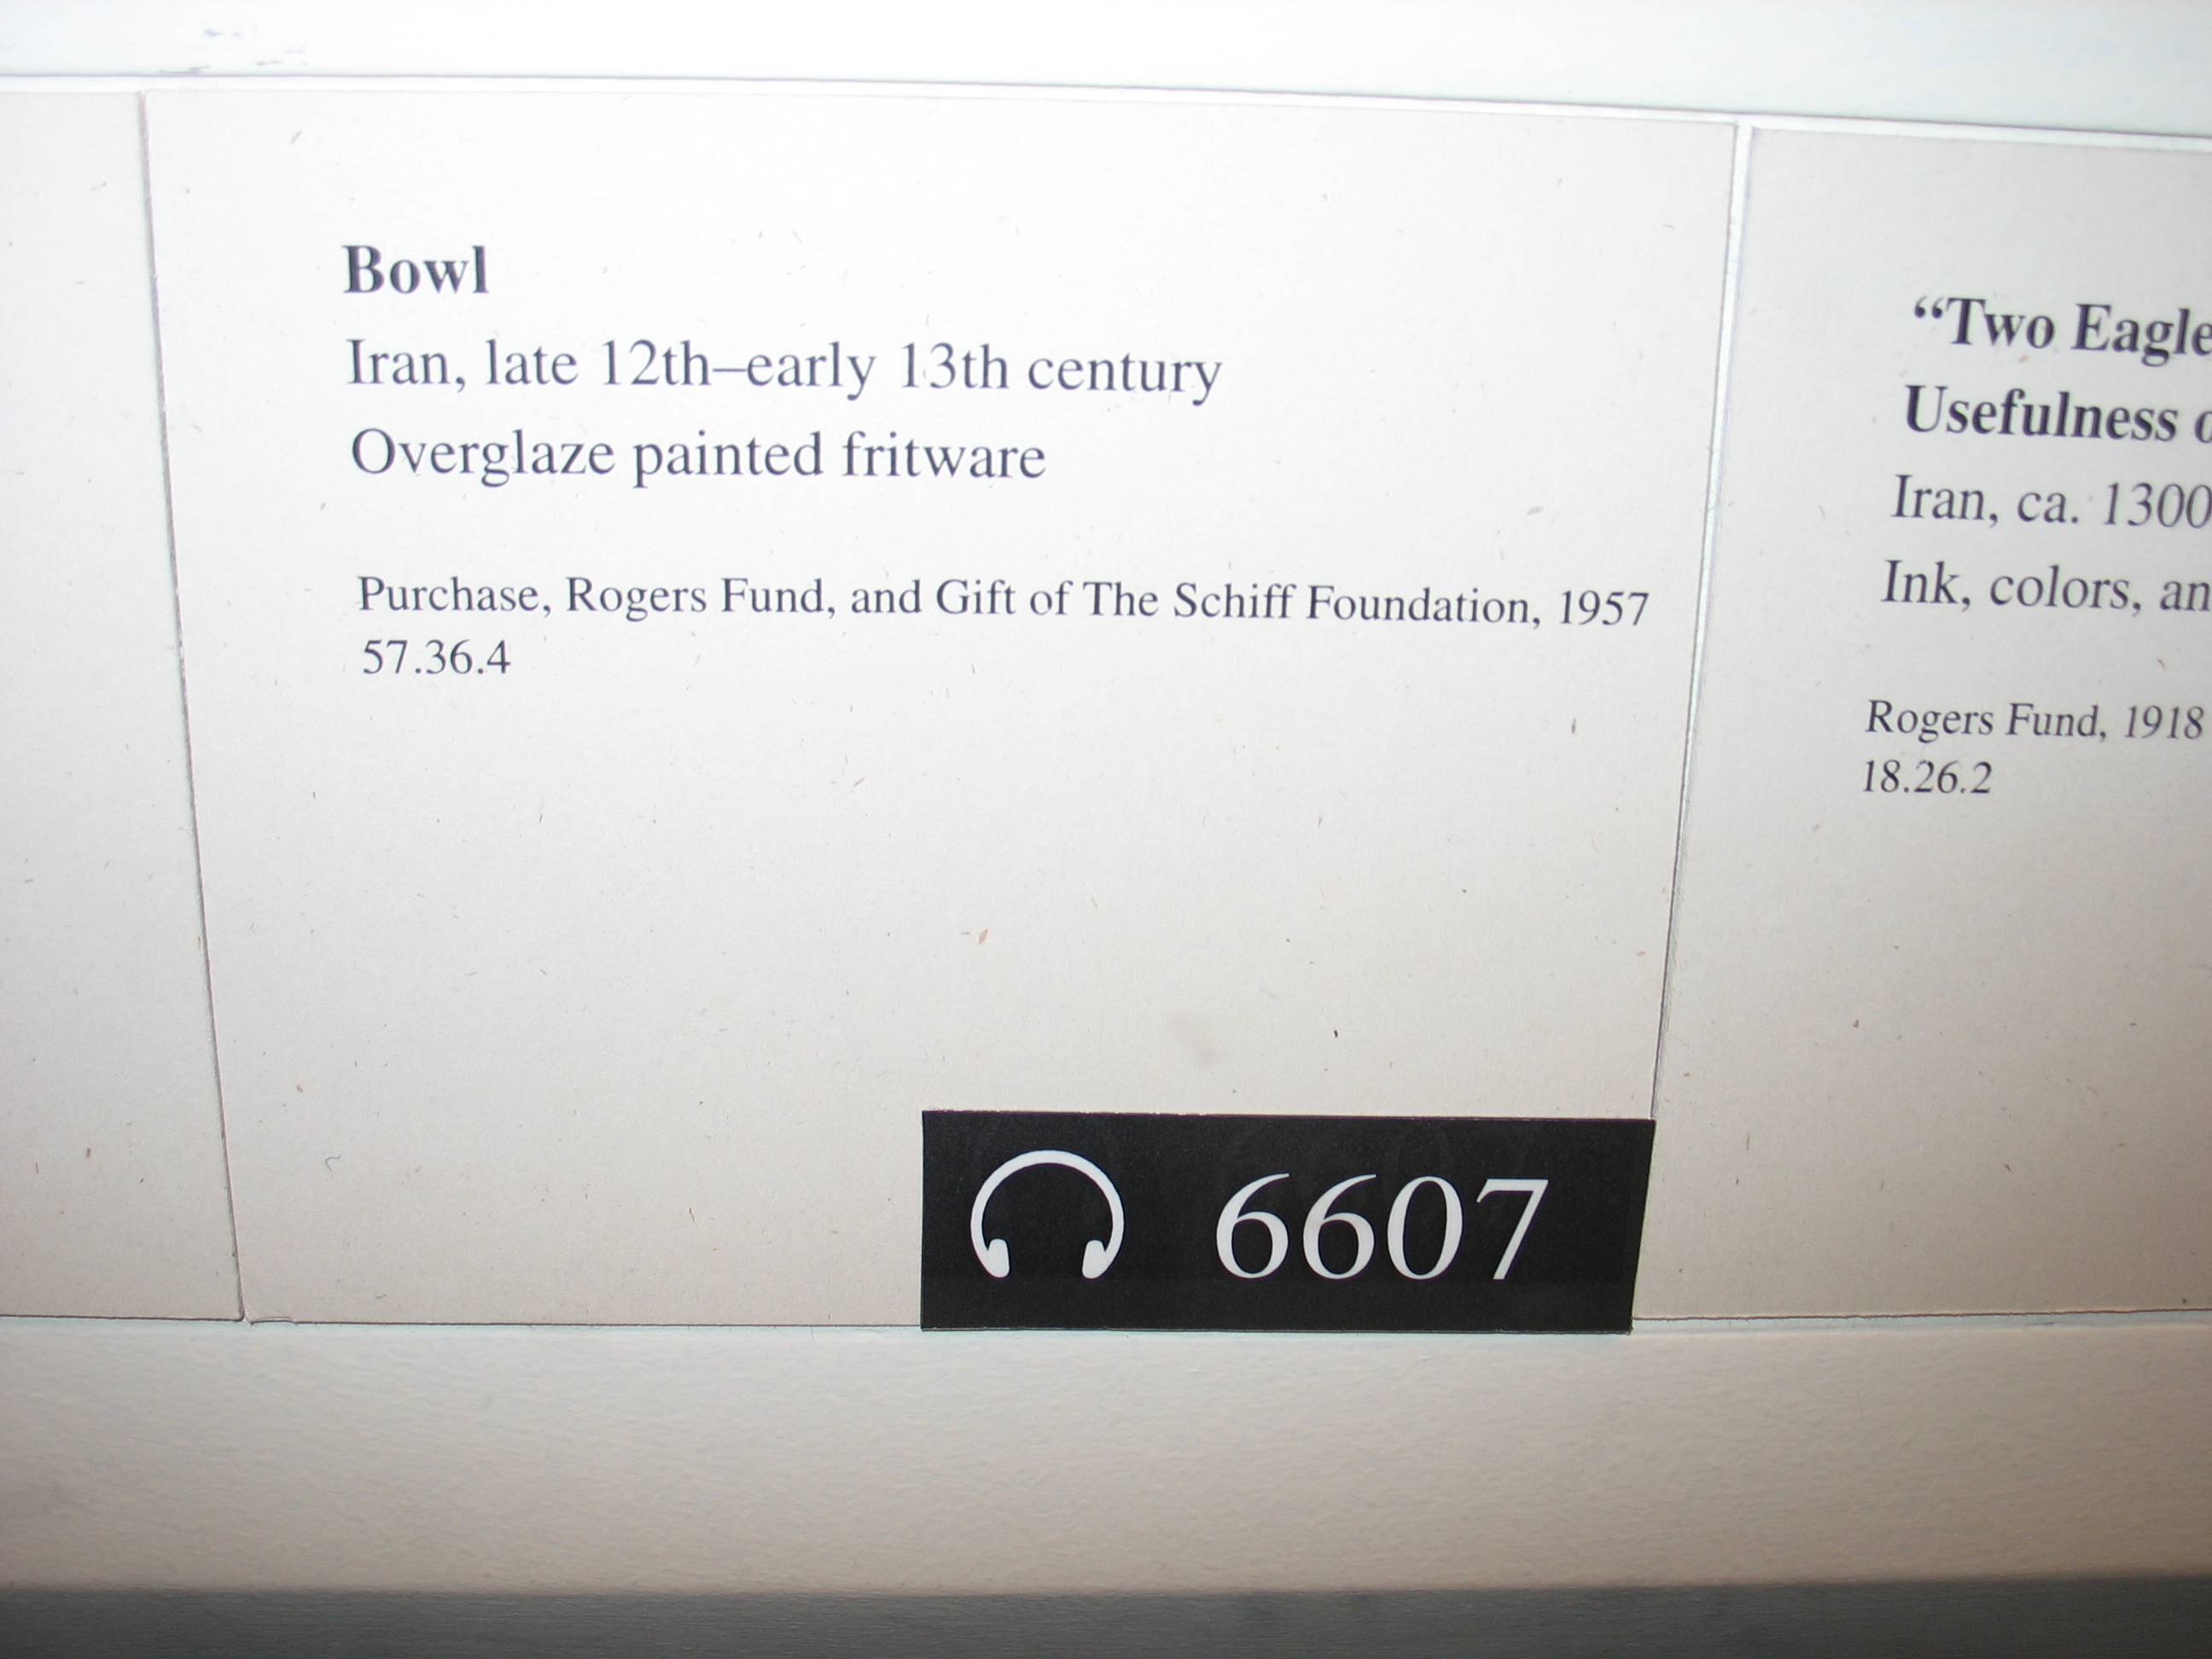 Bowl
Iran, late 12th–early 13th century
Overglaze painted fritware
Purchase, Rogers Fund, and Gift of The Schiff Foundation, 1957
57.36.4
6607
“Two Eagle
Usefulness
Iran, ca. 1300
Ink, colors, an
Rogers Fund, 1918
18.26.2